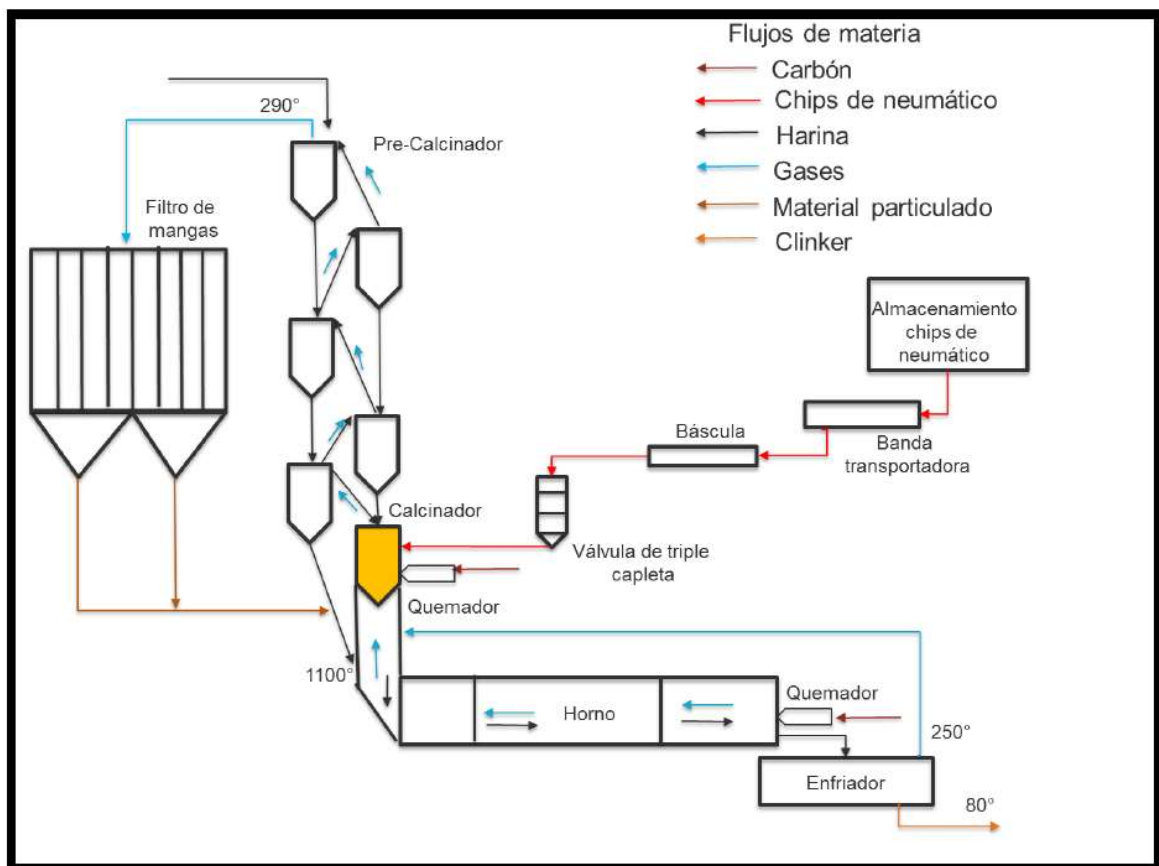 Flujos de materia
Carbón
Chips de neumático
Harina
Gases
Material particulado
Clinker
290°
Pre-Calcinador
Filtro de
mangas
Almacenamiento
chips de
neumático
Báscula
Banda
transportadora
Calcinador
Válvula de triple
capleta
Quemador
1100°
Horno
Quemador
250°
Enfriador
80°